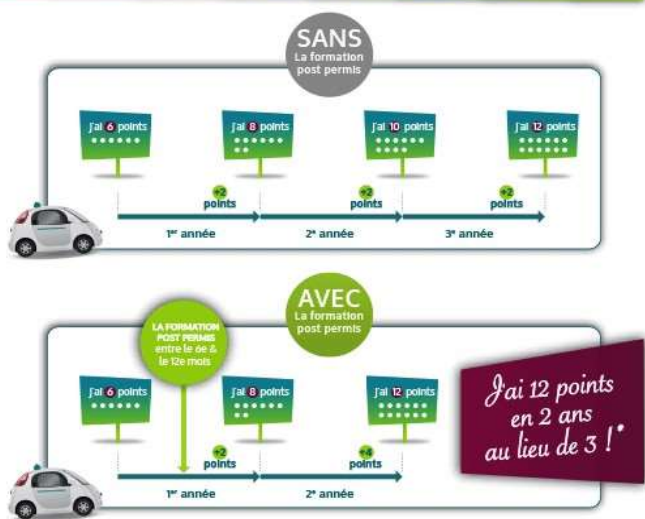 SANS
La formation
post permis
J'ai 6 points
J'ai 8 points
J'ai 10 points
J'ai 12 points
+2
points
+2
points
+2
points
1er année
2e année
3e année
AVEC
La formation
post permis
LA FORMATION
POST PERMIS
entre le 6e &
le 12e mois
J'ai 6 points
J'ai 8 points
J'ai 12 points
J'ai 12 points
en 2 ans
au lieu de 3 !*
+2
points
+4
points
1er année
2e année